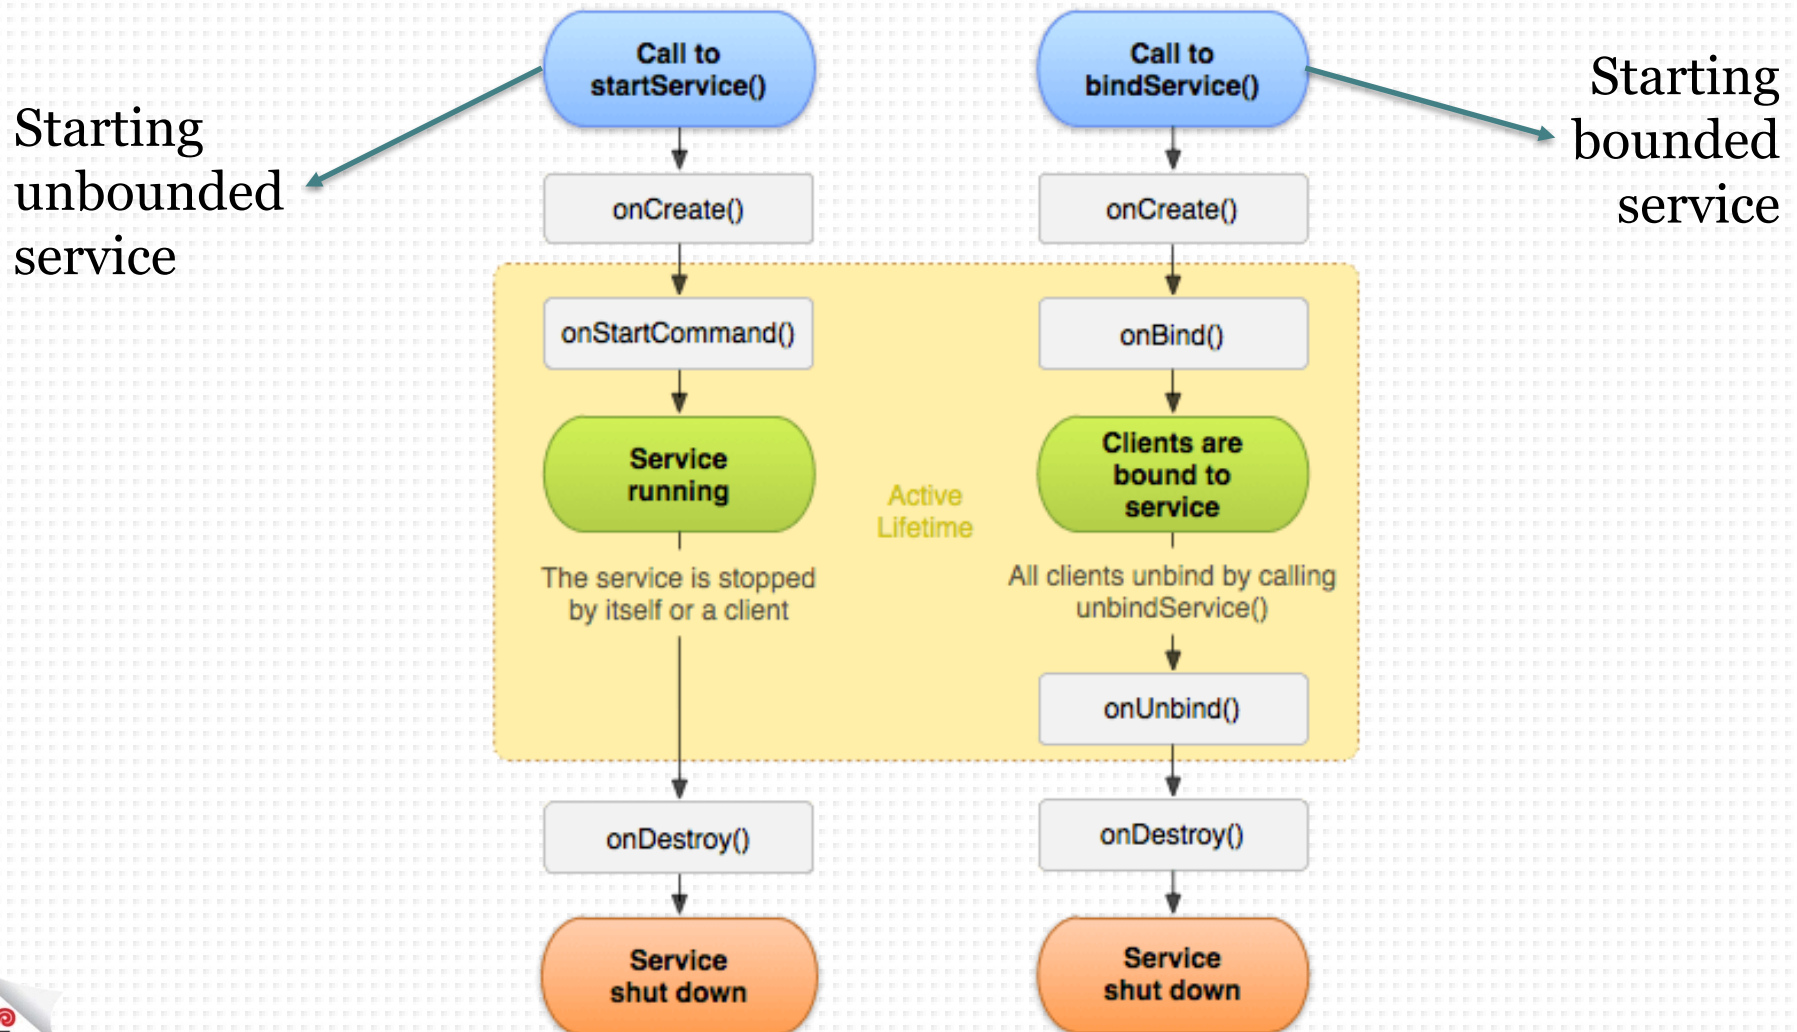 Starting
unbounded
service
Call to
startService()
onCreate()
onStartCommand()
Service
running
The service is stopped
by itself or a client
onDestroy()
Service
shut down
Active
Lifetime
Call to
bindService()
onCreate()
onBind()
Clients are
bound to
service
All clients unbind by calling
unbindService()
onUnbind()
onDestroy()
Service
shut down
Starting
bounded
service